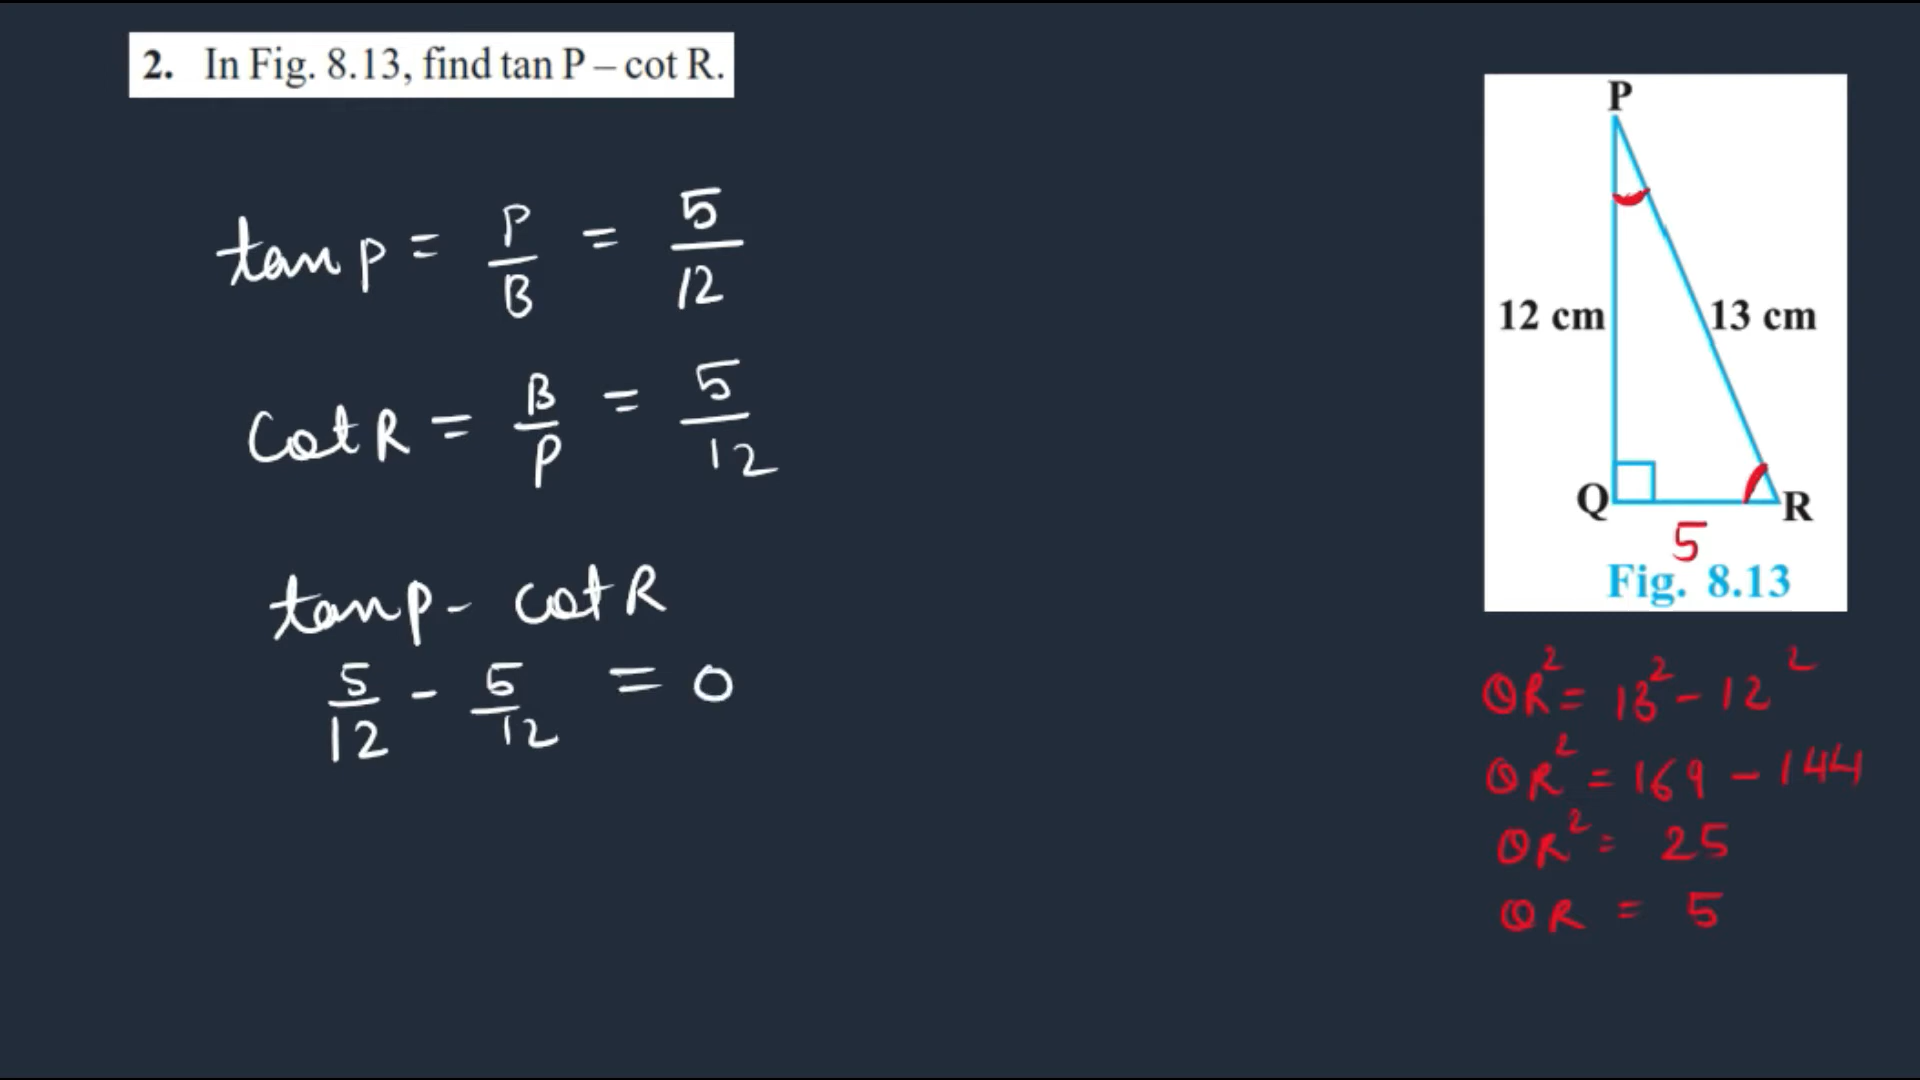 2. In Fig. 8.13, find tan P – cot R.
tan P = P/B = 5/12
Cot R = B/P = 5/12
tan P - cot R
5/12 - 5/12 = 0
P
12 cm 13 cm
Q R
5
Fig. 8.13
QR² = 13² - 12²
QR² = 169 - 144
QR² = 25
QR = 5